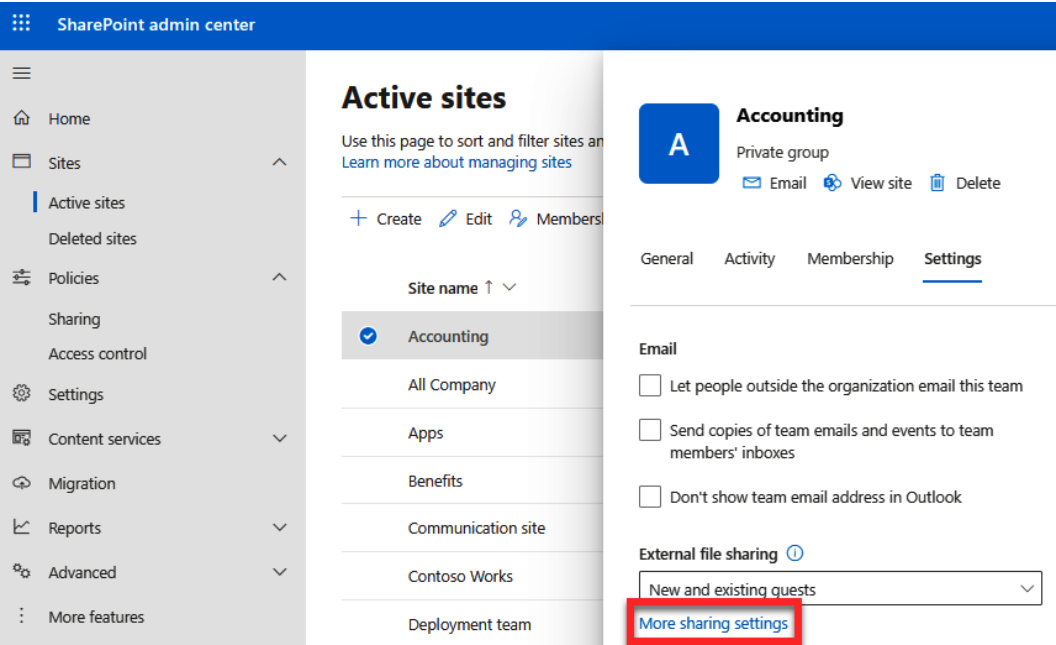 SharePoint admin center
Home
Sites
Active sites
Deleted sites
Policies
Sharing
Access control
Settings
Content services
Migration
Reports
Advanced
More features
Active sites
Use this page to sort and filter sites an
Learn more about managing sites
Create Edit Membersh
Site name ↑
Accounting
All Company
Apps
Benefits
Communication site
Contoso Works
Deployment team
A
Accounting
Private group
Email View site Delete
General Activity Membership Settings
Email
Let people outside the organization email this team
Send copies of team emails and events to team
members' inboxes
Don't show team email address in Outlook
External file sharing
New and existing guests
More sharing settings